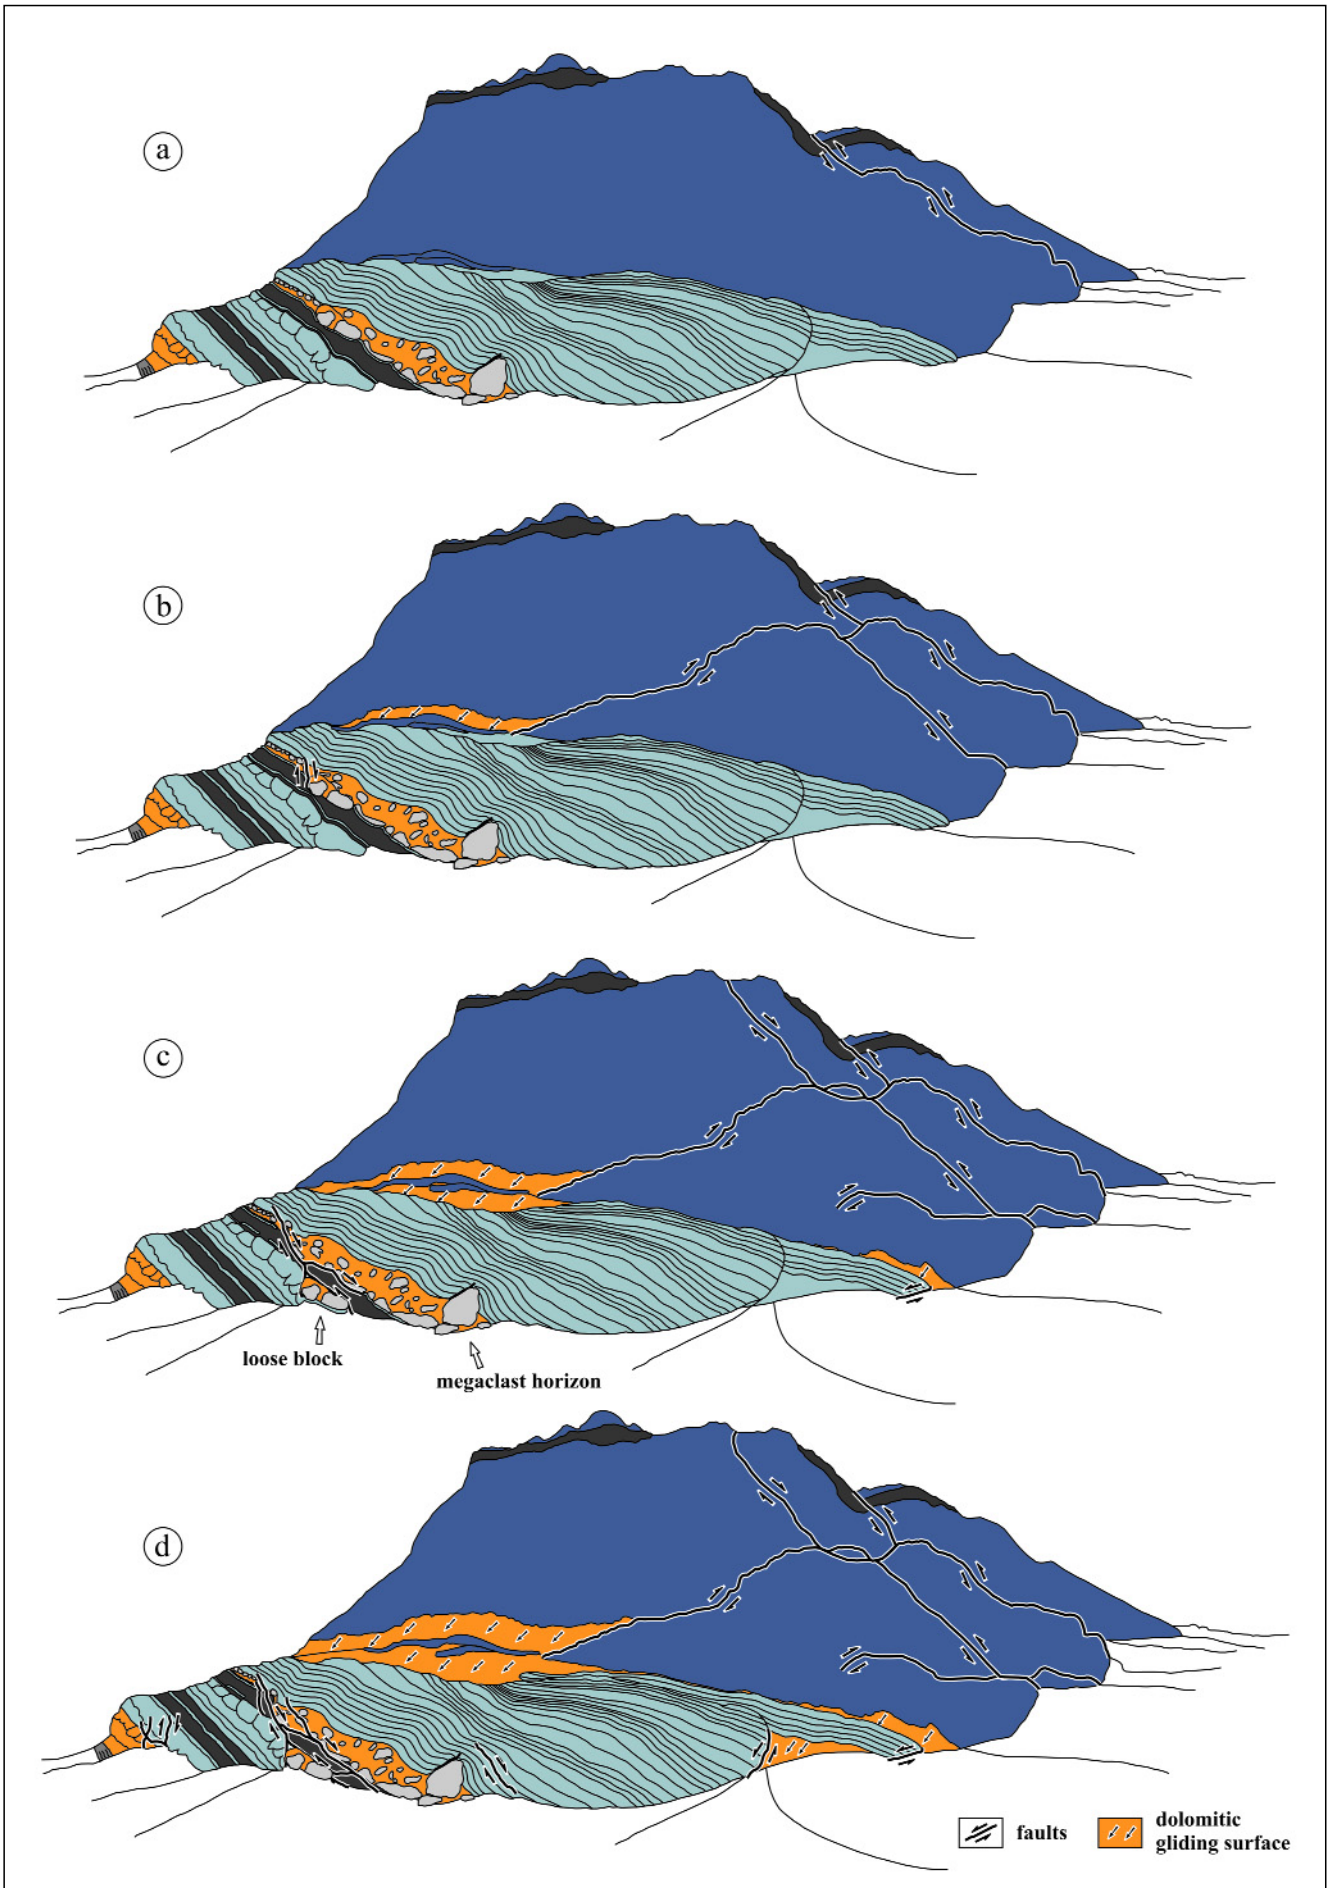 a
b
c
loose block
megaclast horizon
d
faults
dolomitic
gliding surface